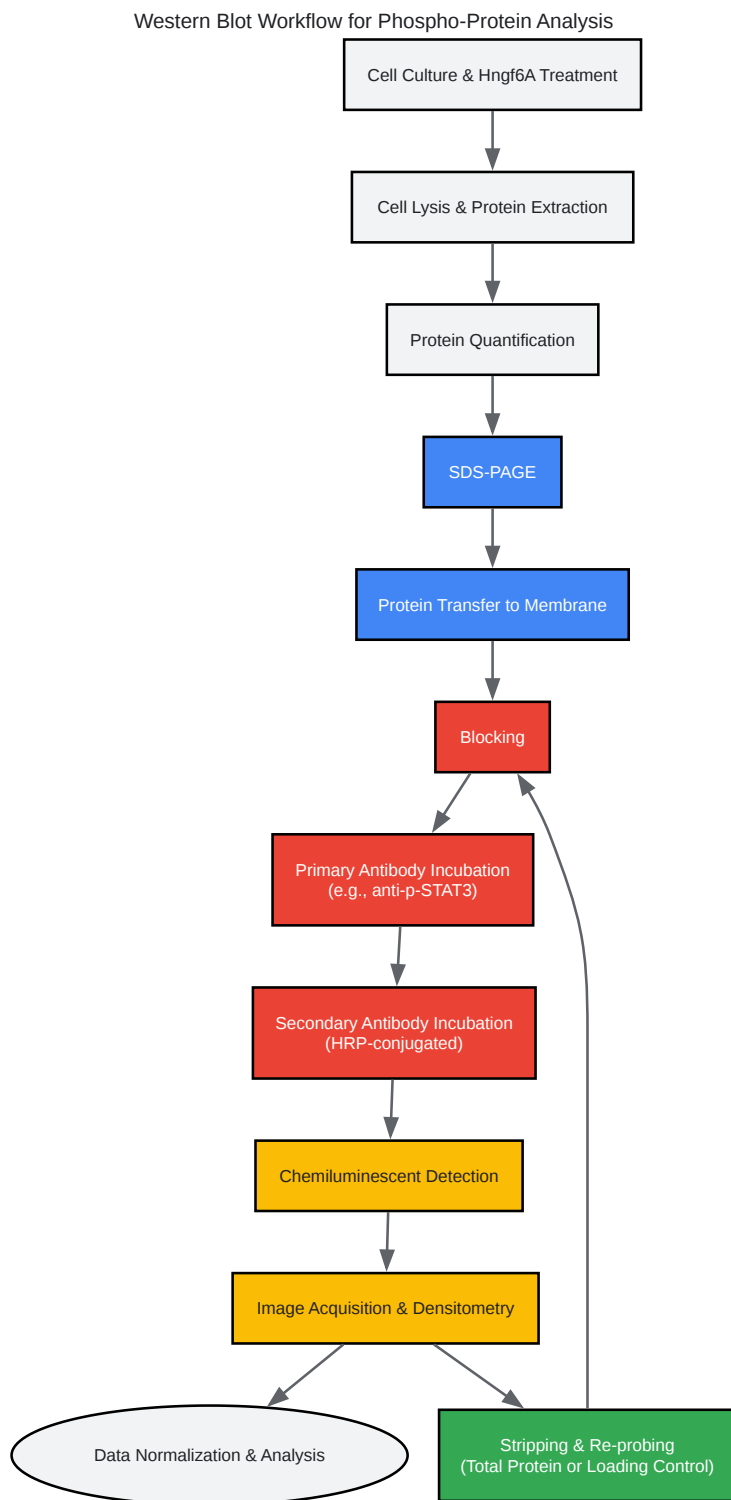 Western Blot Workflow for Phospho-Protein Analysis
Cell Culture & Hngf6A Treatment
Cell Lysis & Protein Extraction
Protein Quantification
SDS-PAGE
Protein Transfer to Membrane
Blocking
Primary Antibody Incubation
(e.g., anti-p-STAT3)
Secondary Antibody Incubation
(HRP-conjugated)
Chemiluminescent Detection
Image Acquisition & Densitometry
Data Normalization & Analysis
Stripping & Re-probing
(Total Protein or Loading Control)